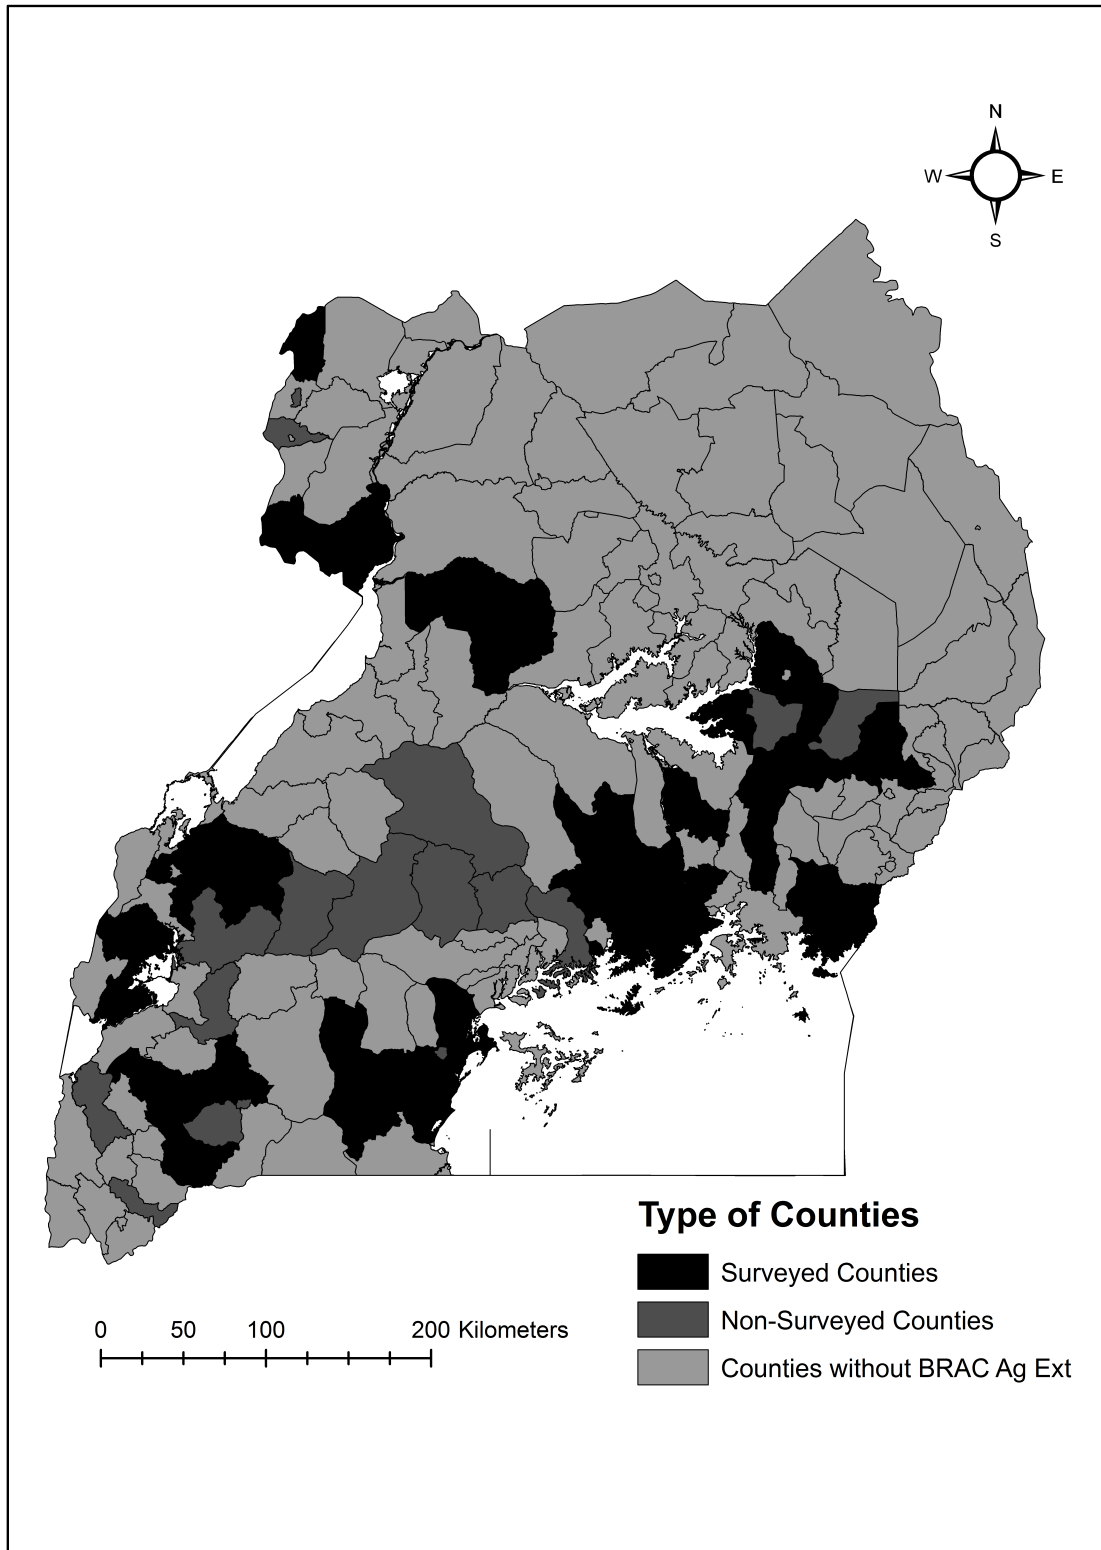 N
W E
S
Type of Counties
Surveyed Counties
Non-Surveyed Counties
Counties without BRAC Ag Ext
0 50 100 200 Kilometers